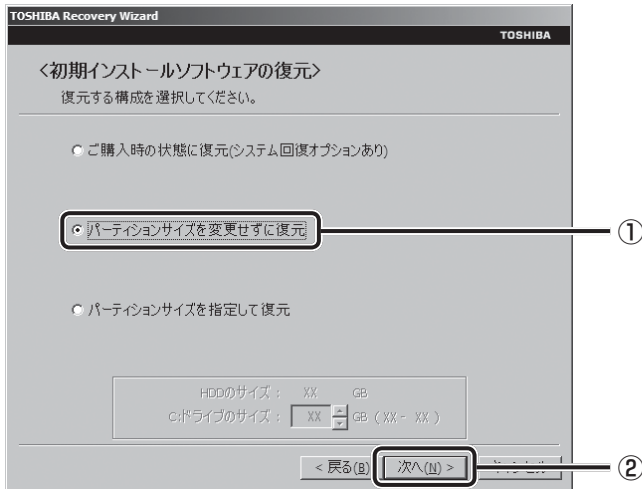 TOSHIBA Recovery Wizard
TOSHIBA
<初期インストールソフトウェアの復元>
復元する構成を選択してください。
ご購入時の状態に復元(システム回復オプションあり)
パーティションサイズを変更せずに復元
①
パーティションサイズを指定して復元
HDDのサイズ : XX GB
C:ドライブのサイズ : XX GB ( XX - XX )
< 戻る(B) 次へ(N) >
②